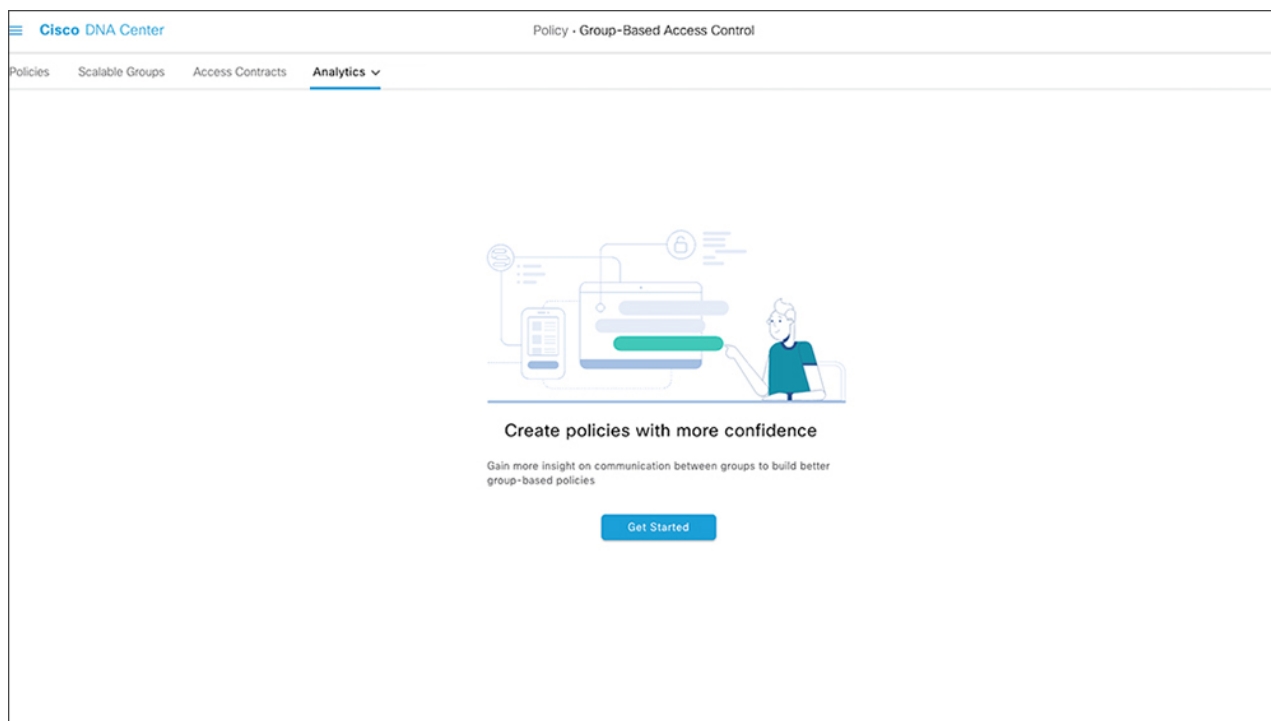 Cisco DNA Center
Policy · Group-Based Access Control
Policies
Scalable Groups
Access Contracts
Analytics
Create policies with more confidence
Gain more insight on communication between groups to build better
group-based policies
Get Started